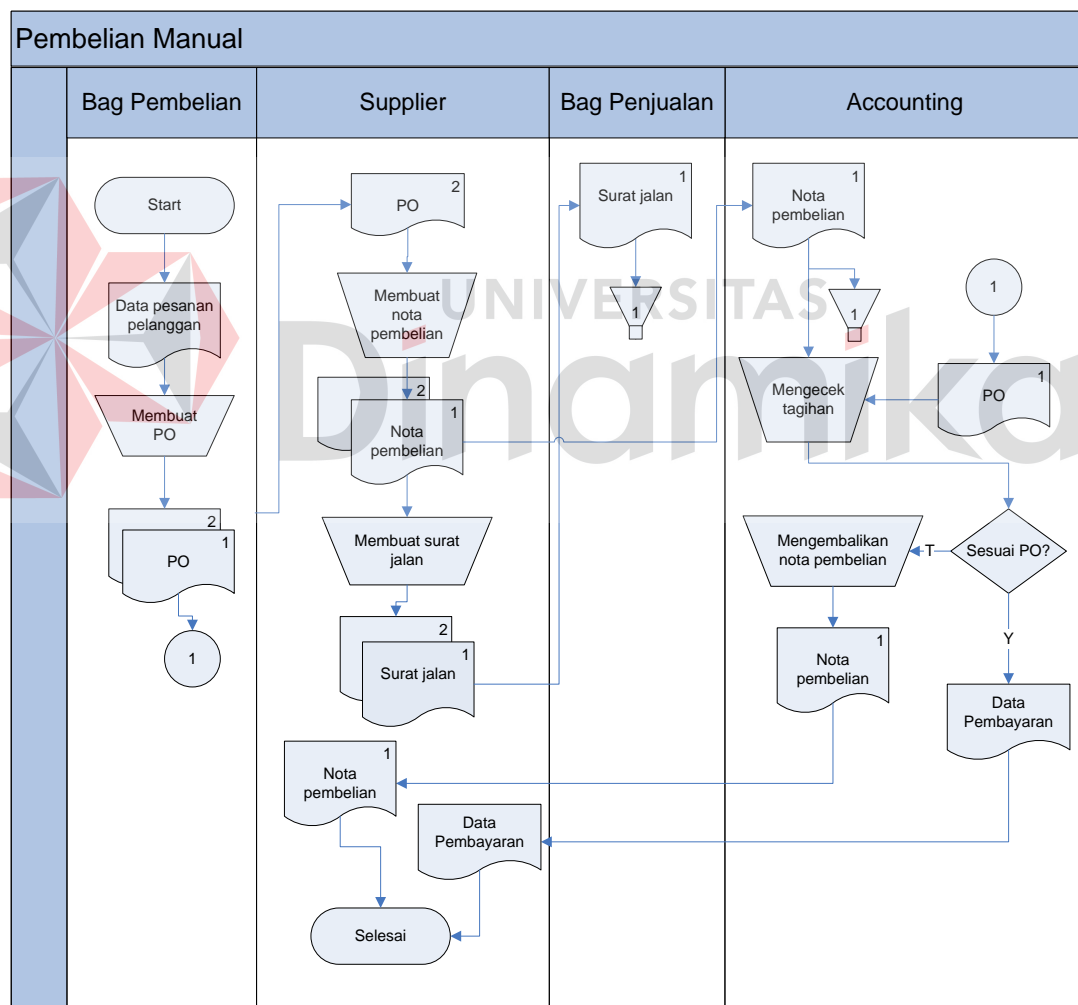 Pembelian Manual
Bag Pembelian
Supplier
Bag Penjualan
Accounting
Start
Data pesanan
pelanggan
Membuat
PO
2
1
PO
1
2
PO
Membuat
nota
pembelian
2
1
Nota
pembelian
Membuat surat
jalan
2
1
Surat jalan
1
Nota
pembelian
Data
Pembayaran
Selesai
1
Surat jalan
1
1
Nota
pembelian
1
1
1
PO
Mengecek
tagihan
Sesuai PO?
T
Y
Mengembalikan
nota pembelian
1
Nota
pembelian
Data
Pembayaran
UNIVERSITAS
Dinamika